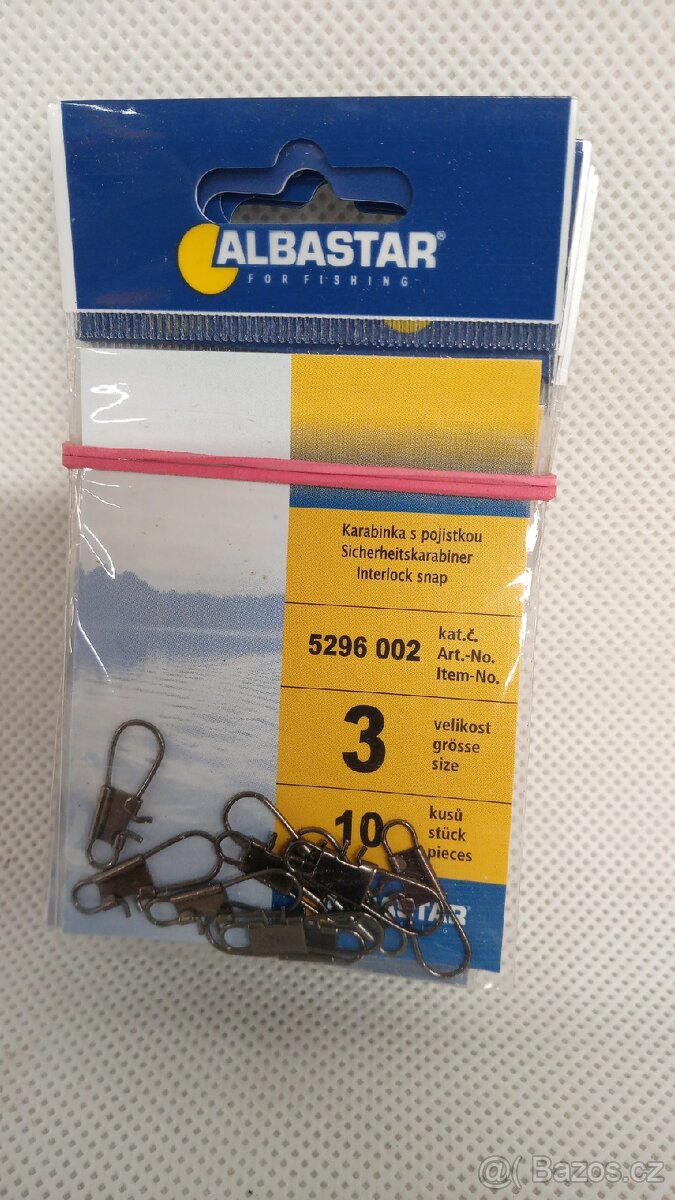 ALBASTAR®
FOR FISHING
Karabinka s pojistkou
Sicherheitskarabiner
Interlock snap
5296 002
kat.č.
Art.-No.
Item-No.
3
velikost
grösse
size
10
kusů
stück
pieces
STAR
@( Bazos.cz